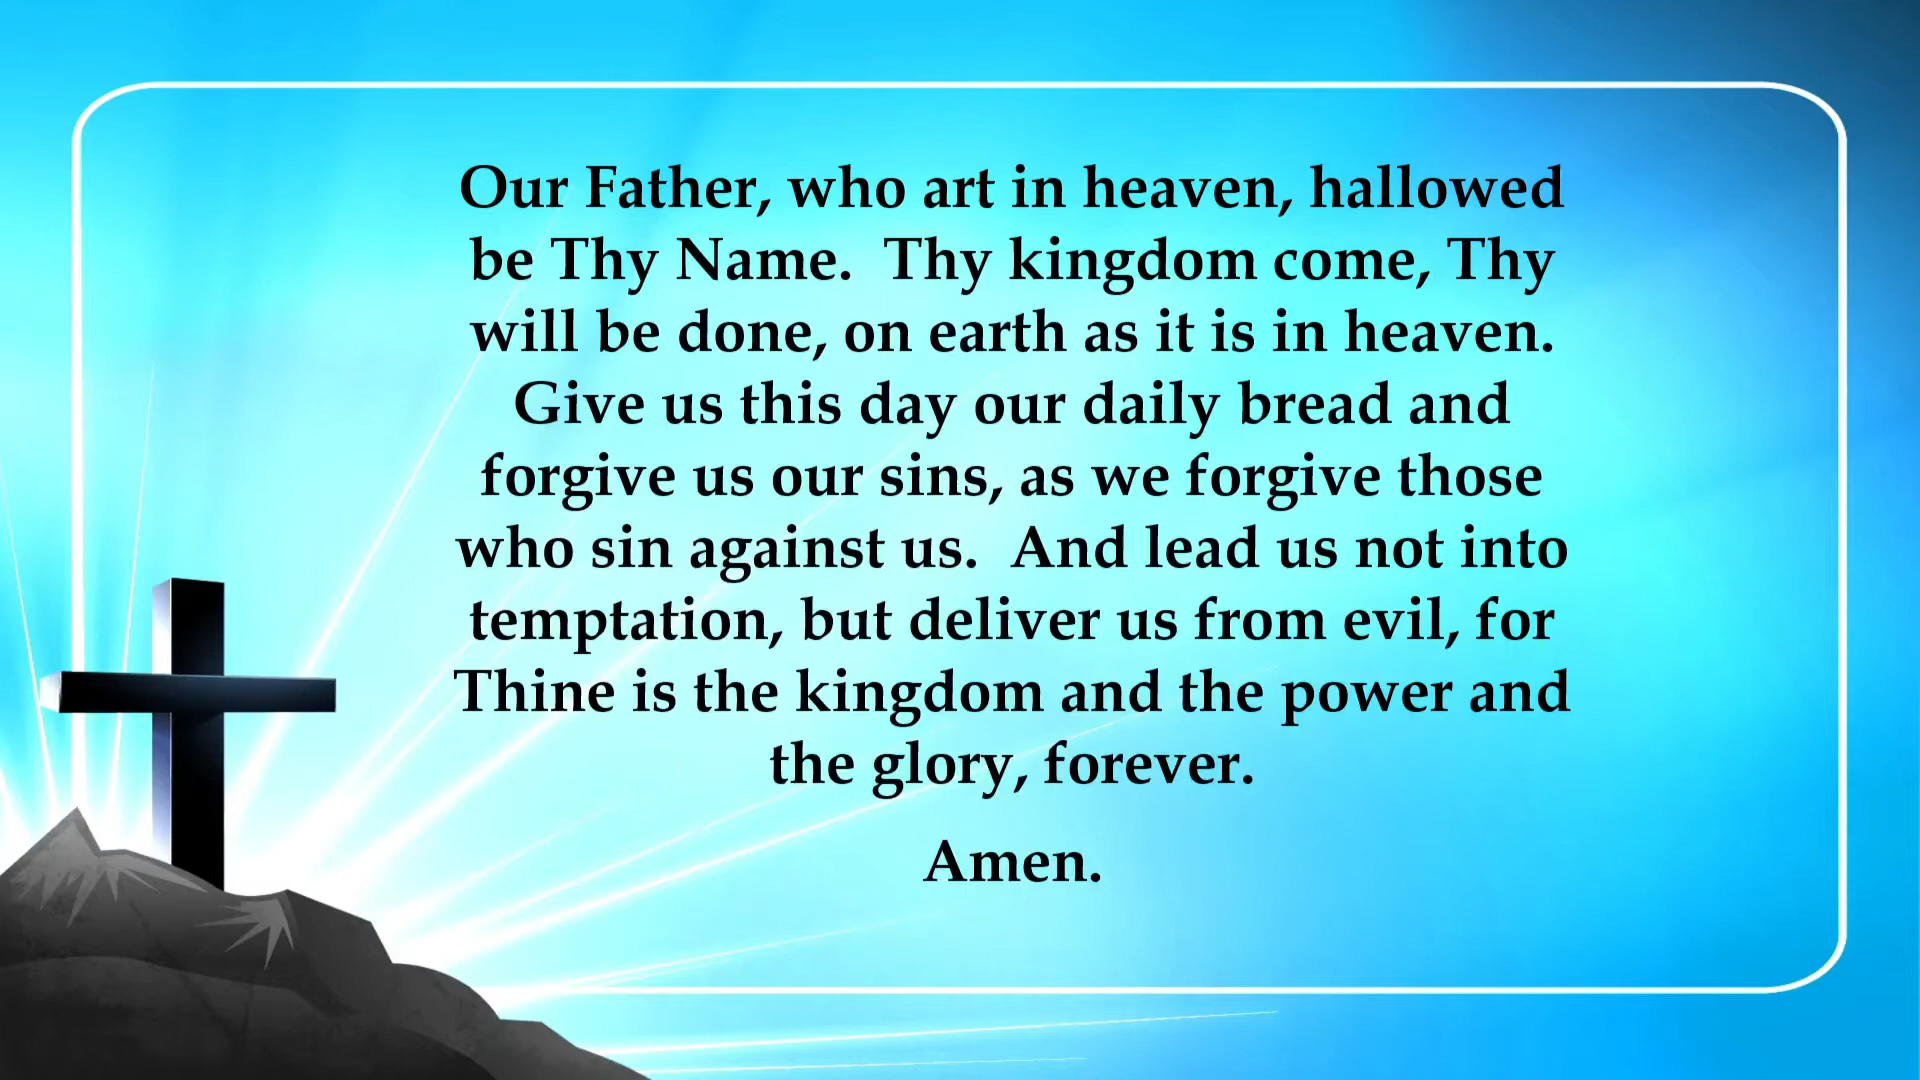 Our Father, who art in heaven, hallowed
be Thy Name.  Thy kingdom come, Thy
will be done, on earth as it is in heaven.
Give us this day our daily bread and
forgive us our sins, as we forgive those
who sin against us.  And lead us not into
temptation, but deliver us from evil, for
Thine is the kingdom and the power and
the glory, forever.
Amen.